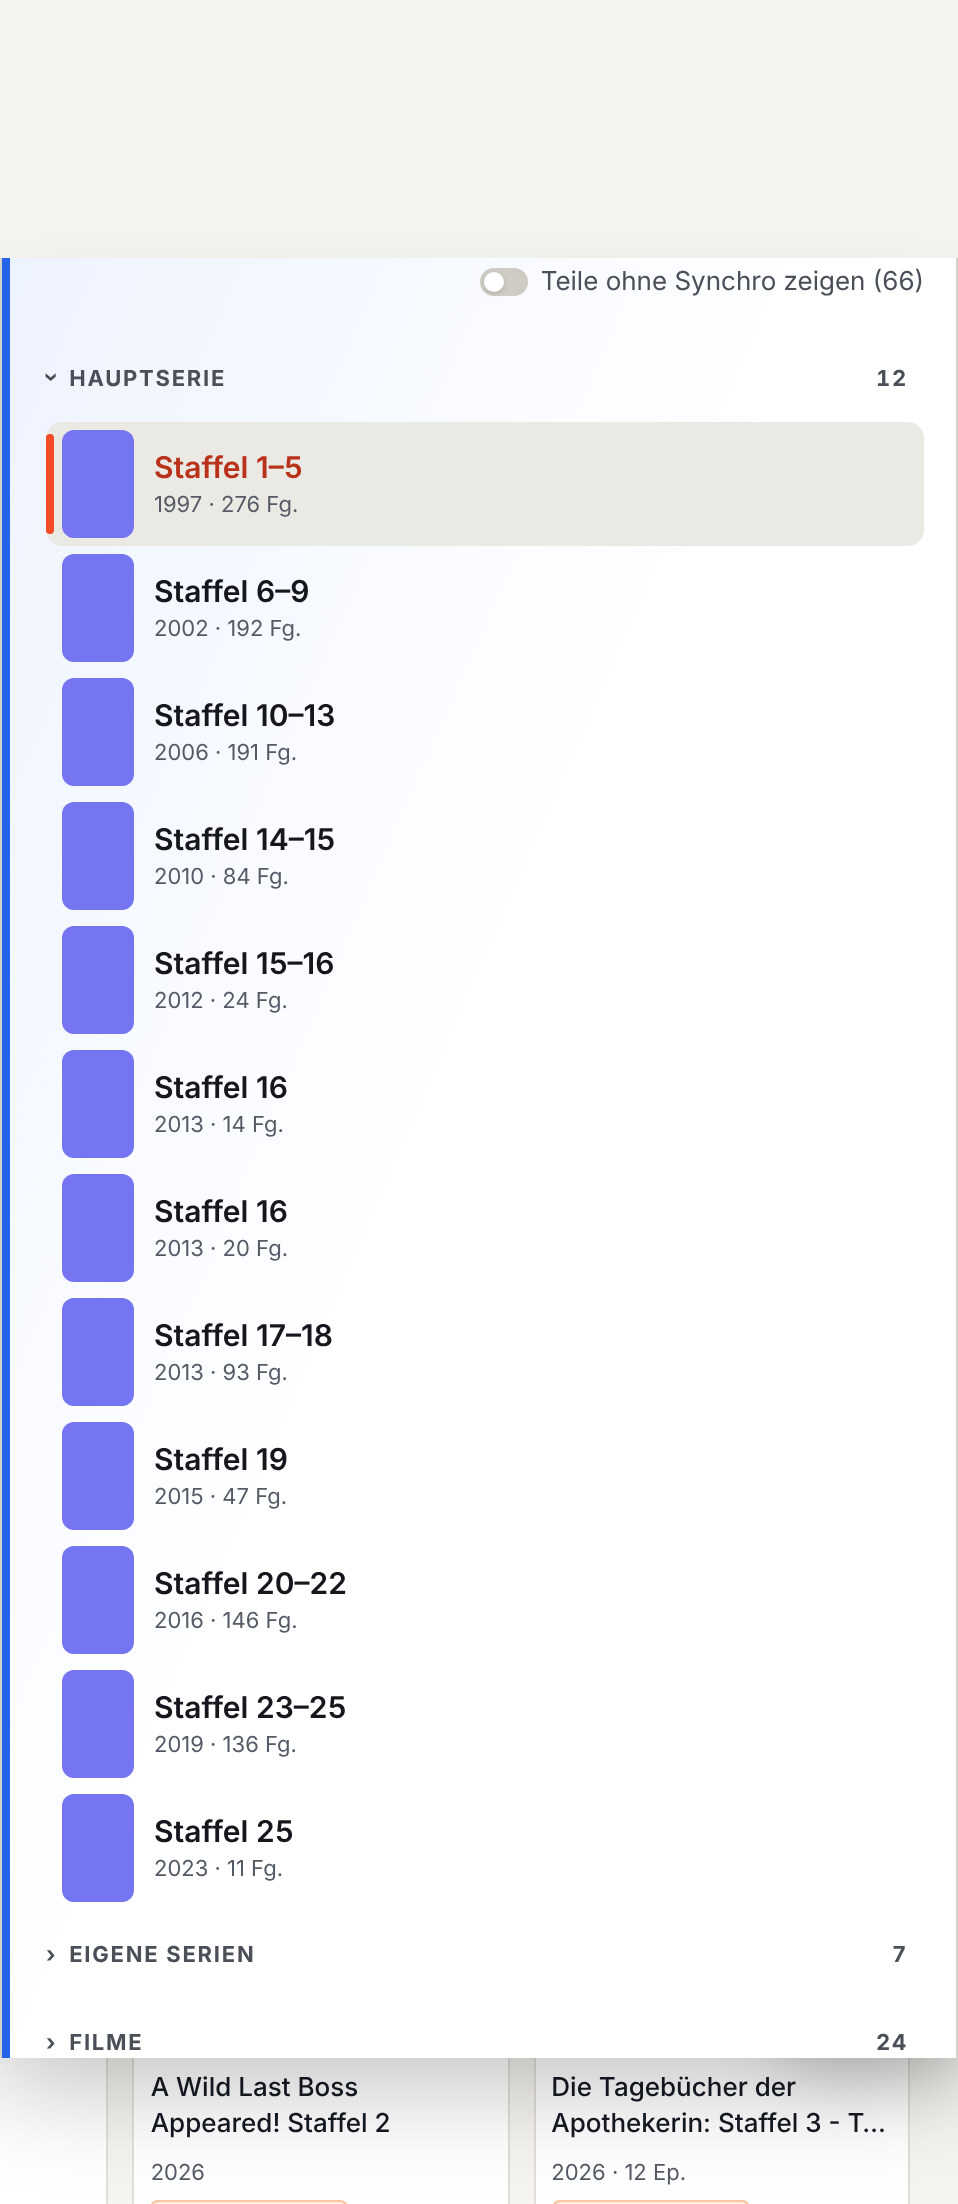 Teile ohne Synchro zeigen (66)
HAUPTSERIE 12
Staffel 1–5
1997 · 276 Fg.
Staffel 6–9
2002 · 192 Fg.
Staffel 10–13
2006 · 191 Fg.
Staffel 14–15
2010 · 84 Fg.
Staffel 15–16
2012 · 24 Fg.
Staffel 16
2013 · 14 Fg.
Staffel 16
2013 · 20 Fg.
Staffel 17–18
2013 · 93 Fg.
Staffel 19
2015 · 47 Fg.
Staffel 20–22
2016 · 146 Fg.
Staffel 23–25
2019 · 136 Fg.
Staffel 25
2023 · 11 Fg.
EIGENE SERIEN 7
FILME 24
A Wild Last Boss
Appeared! Staffel 2
2026
Die Tagebücher der
Apothekerin: Staffel 3 - T...
2026 · 12 Ep.